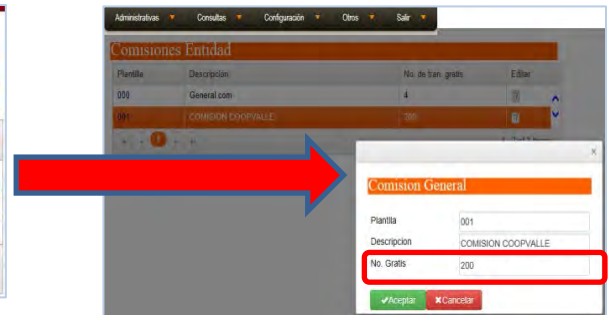 Administrativas Consultas Configuración Otros Salir
Comisiones Entidad
Plantilla Descripcion No. de tran. gratis Editar
000 General com 4
001 COMISION COOPVALLE 200
1
Comision General
Plantilla 001
Descripcion COMISION COOPVALLE
No. Gratis 200
Aceptar Cancelar